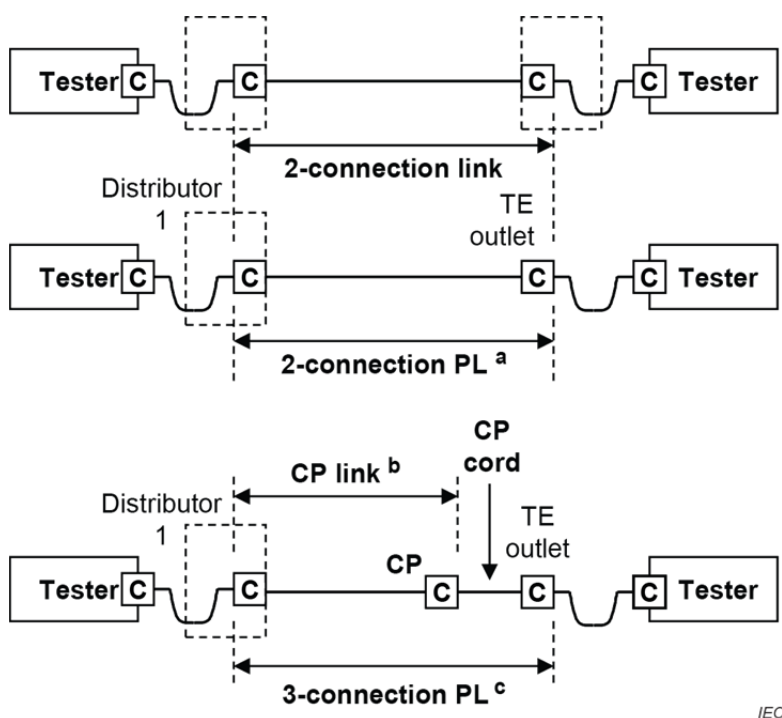 Tester C C C C Tester
2-connection link
Distributor
1
TE
outlet
Tester C C C C Tester
2-connection PL a
CP
cord
CP link b
Distributor
1
TE
outlet
CP
Tester C C C C C Tester
3-connection PL c
IEC